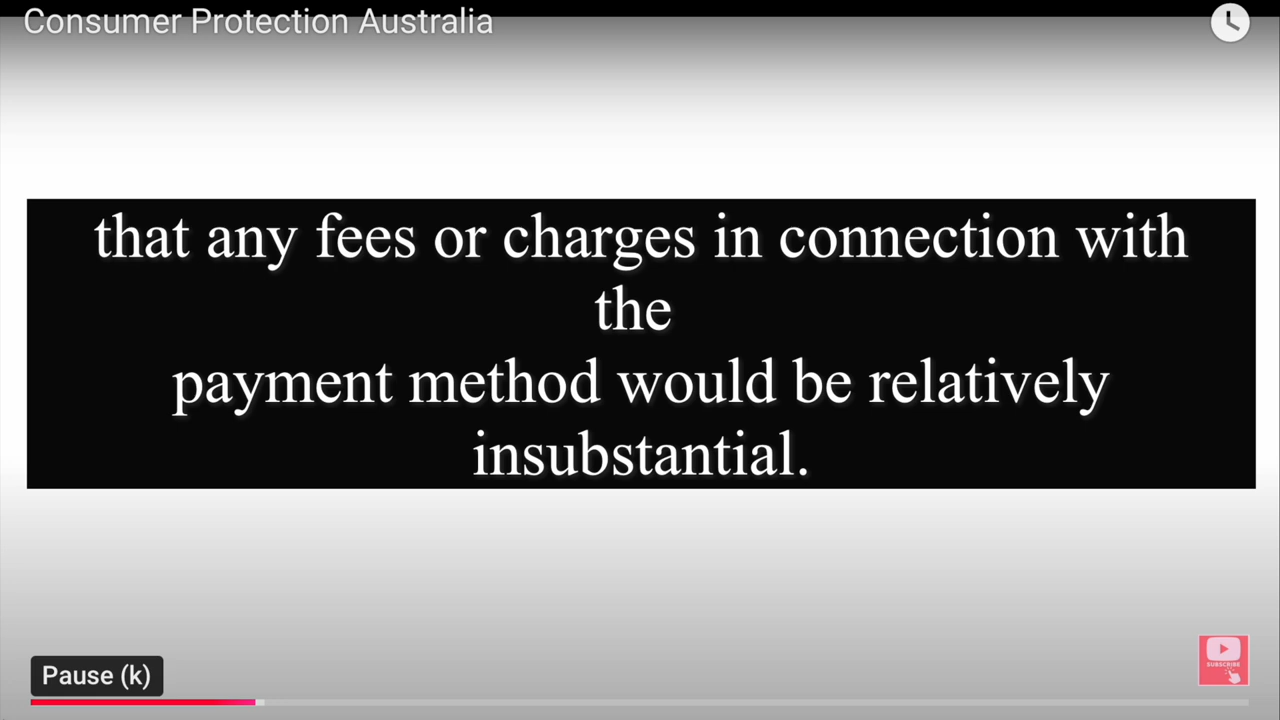 Consumer Protection Australia
that any fees or charges in connection with
the
payment method would be relatively
insubstantial.
SUBSCRIBE
Pause (k)